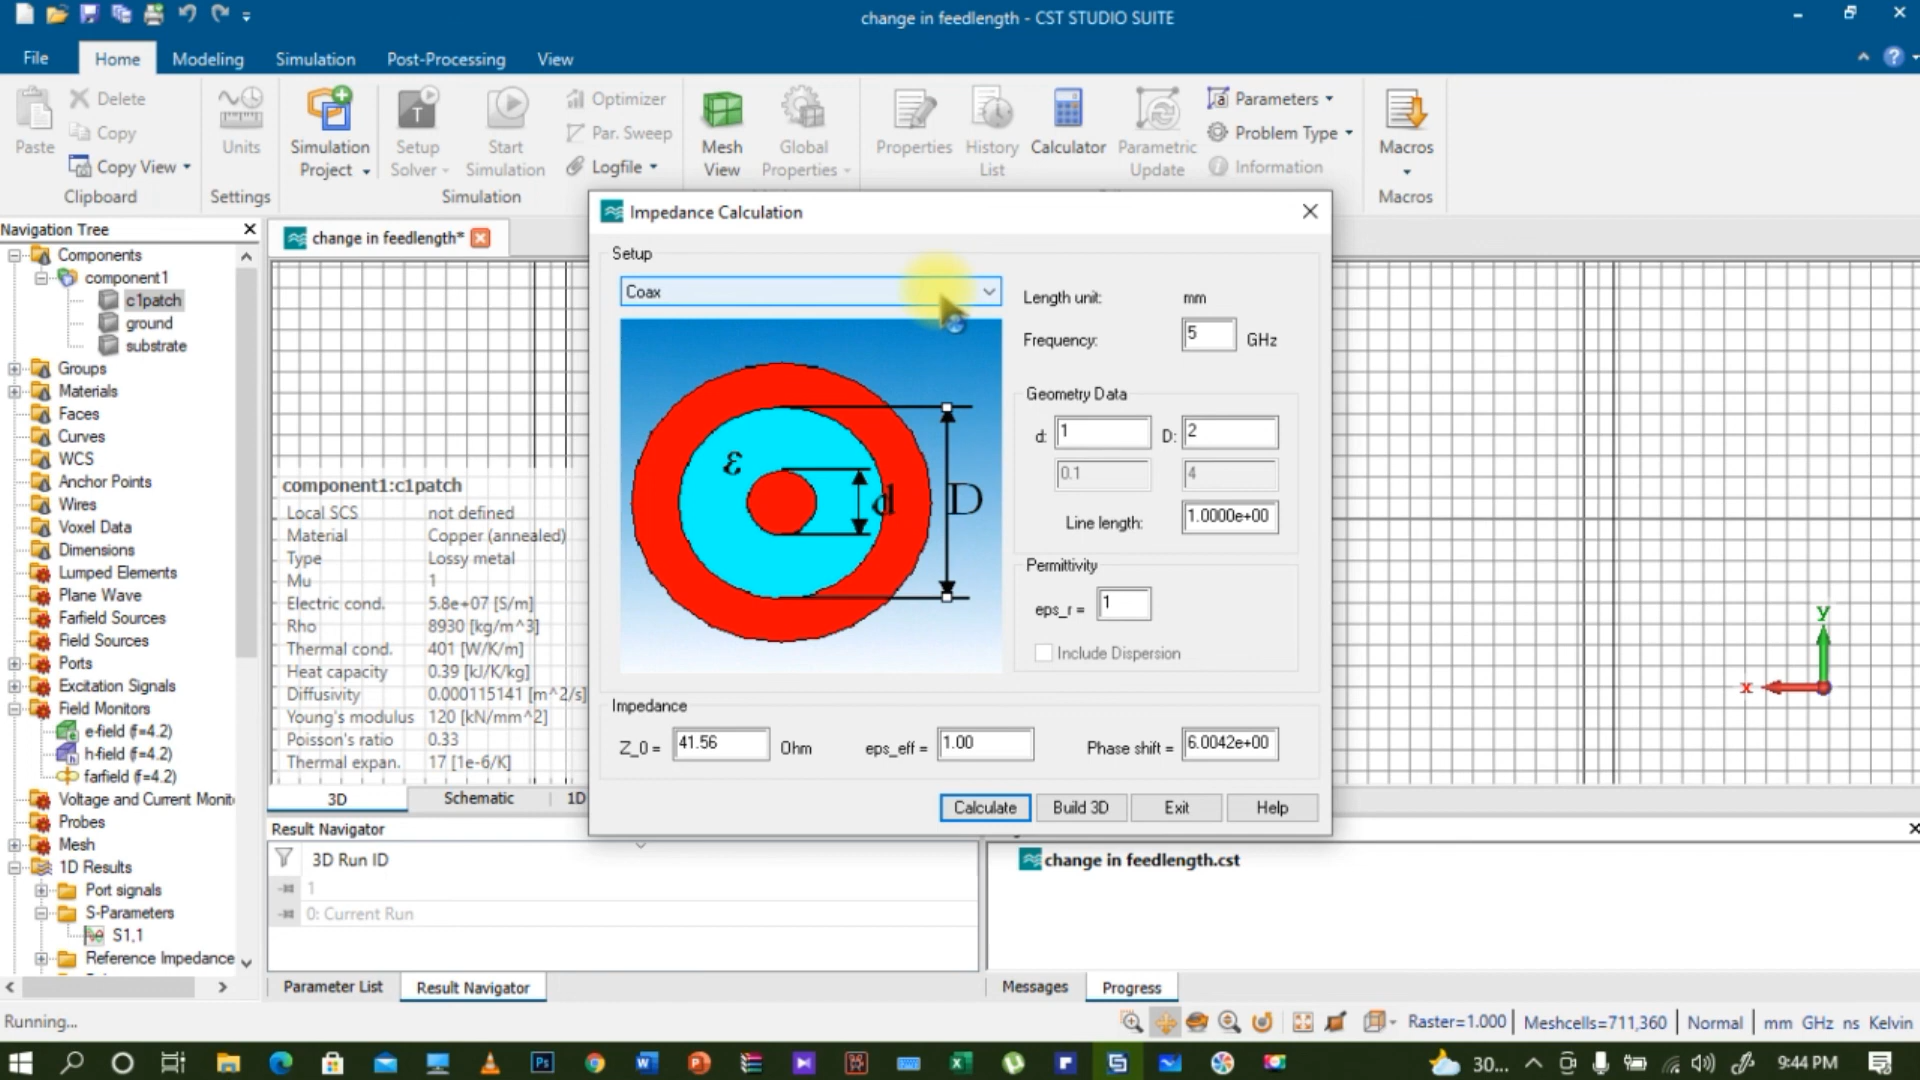 change in feedlength - CST STUDIO SUITE
File
Home
Modeling
Simulation
Post-Processing
View
Paste
Delete
Copy
Copy View
Clipboard
Units
Settings
Simulation
Project
Setup
Solver
Start
Simulation
Optimizer
Par. Sweep
Logfile
Simulation
Mesh
View
Global
Properties
Properties
History
List
Calculator
Parametric
Update
Parameters
Problem Type
Information
Macros
Macros
Navigation Tree
Components
component1
c1patch
ground
substrate
Groups
Materials
Faces
Curves
WCS
Anchor Points
Wires
Voxel Data
Dimensions
Lumped Elements
Plane Wave
Farfield Sources
Field Sources
Ports
Excitation Signals
Field Monitors
e-field (f=4.2)
h-field (f=4.2)
farfield (f=4.2)
Voltage and Current Monit
Probes
Mesh
1D Results
Port signals
S-Parameters
S1,1
Reference Impedance
change in feedlength*
component1:c1patch
Local SCS not defined
Material Copper (annealed)
Type Lossy metal
Mu 1
Electric cond. 5.8e+07 [S/m]
Rho 8930 [kg/m^3]
Thermal cond. 401 [W/K/m]
Heat capacity 0.39 [kJ/K/kg]
Diffusivity 0.000115141 [m^2/s]
Young's modulus 120 [kN/mm^2]
Poisson's ratio 0.33
Thermal expan. 17 [1e-6/K]
3D
Schematic
1D
Impedance Calculation
Setup
Coax
ε
d
D
Length unit: mm
Frequency: 5 GHz
Geometry Data
d: 1 D: 2
0.1 4
Line length: 1.0000e+00
Permittivity
eps_r = 1
Include Dispersion
Impedance
Z_0 = 41.56 Ohm eps_eff = 1.00 Phase shift = 6.0042e+00
Calculate
Build 3D
Exit
Help
y
x
Result Navigator
3D Run ID
1
0: Current Run
Parameter List
Result Navigator
change in feedlength.cst
Messages
Progress
Running...
Raster=1.000 Meshcells=711,360 Normal mm GHz ns Kelvin
30...
9:44 PM